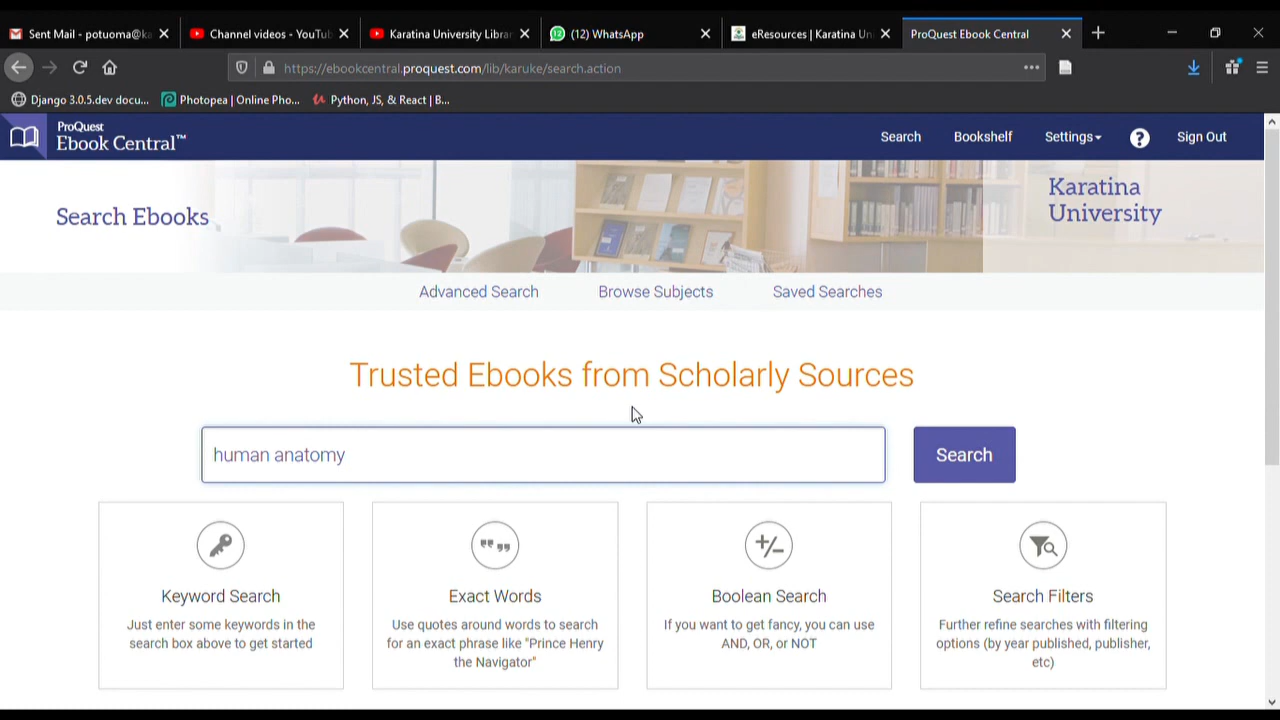 Sent Mail - potuoma@ka
Channel videos - YouTub
Karatina University Librar
(12) WhatsApp
eResources | Karatina Un
ProQuest Ebook Central
https://ebookcentral.proquest.com/lib/karuke/search.action
Django 3.0.5.dev docu...
Photopea | Online Pho...
Python, JS, & React | B...
ProQuest
Ebook Central™
Search
Bookshelf
Settings
?
Sign Out
Search Ebooks
Karatina
University
Advanced Search
Browse Subjects
Saved Searches
Trusted Ebooks from Scholarly Sources
human anatomy
Search
Keyword Search
Just enter some keywords in the
search box above to get started
Exact Words
Use quotes around words to search
for an exact phrase like "Prince Henry
the Navigator"
+/-
Boolean Search
If you want to get fancy, you can use
AND, OR, or NOT
Search Filters
Further refine searches with filtering
options (by year published, publisher,
etc)